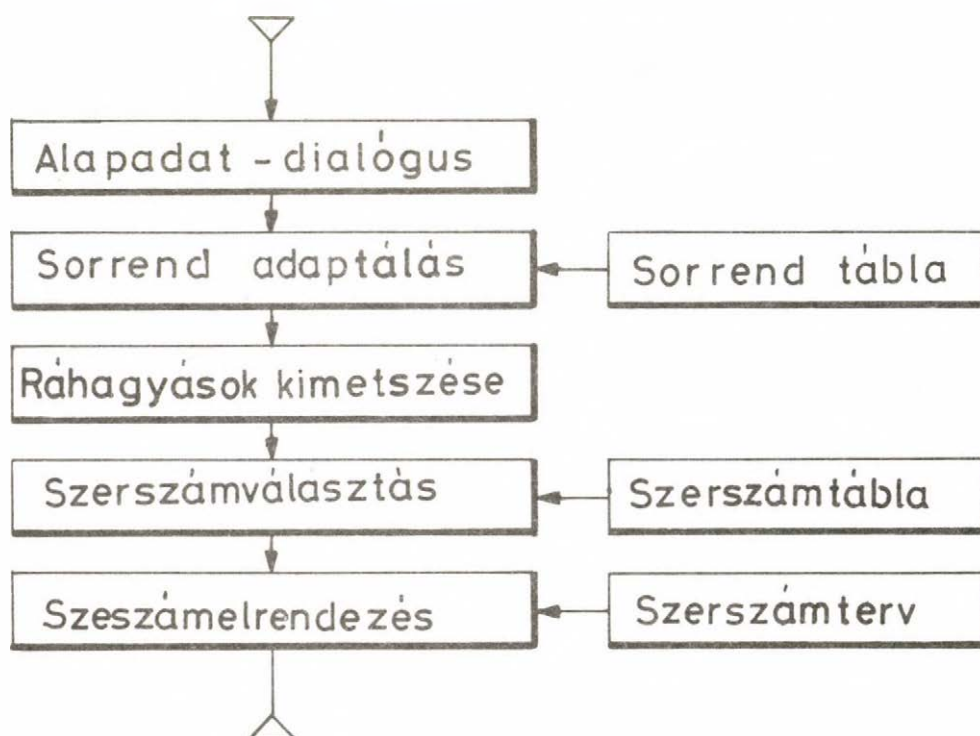 Alapadat - dialógus
Sorrend adaptálás
Sorrend tábla
Ráhagyások kimetszése
Szerszámválasztás
Szerszámtábla
Szeszámelrendezés
Szerszámterv